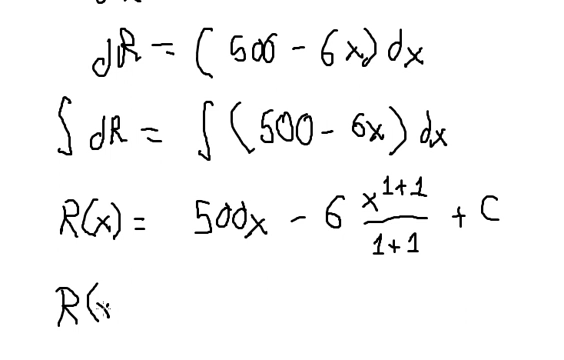 dR = (500 - 6x) dx
∫ dR = ∫ (500 - 6x) dx
R(x) = 500x - 6 x^{1+1}/(1+1) + C
R(x